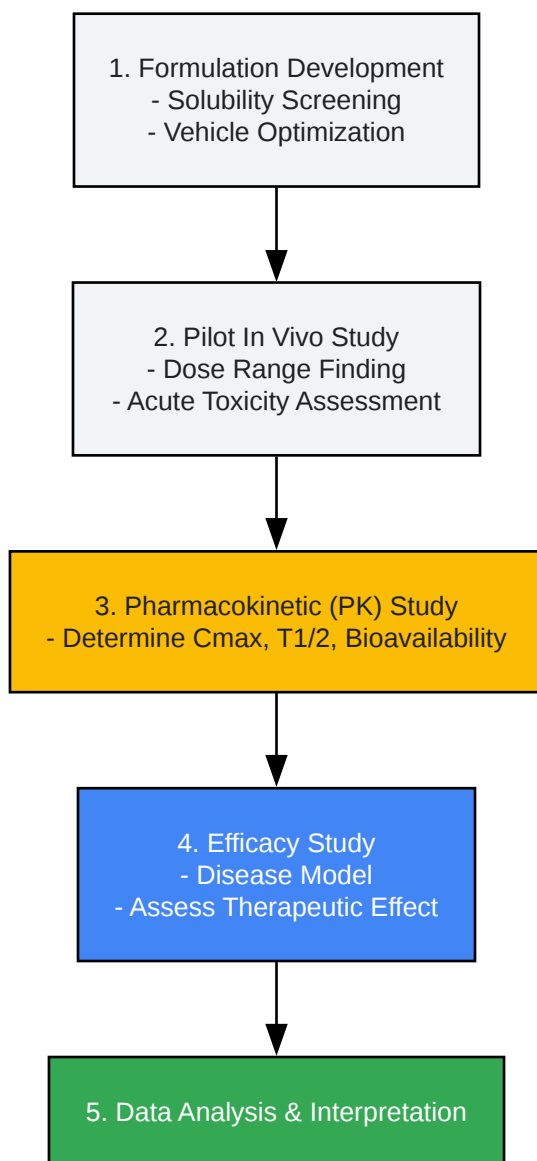 1. Formulation Development
- Solubility Screening
- Vehicle Optimization
2. Pilot In Vivo Study
- Dose Range Finding
- Acute Toxicity Assessment
3. Pharmacokinetic (PK) Study
- Determine Cmax, T1/2, Bioavailability
4. Efficacy Study
- Disease Model
- Assess Therapeutic Effect
5. Data Analysis & Interpretation